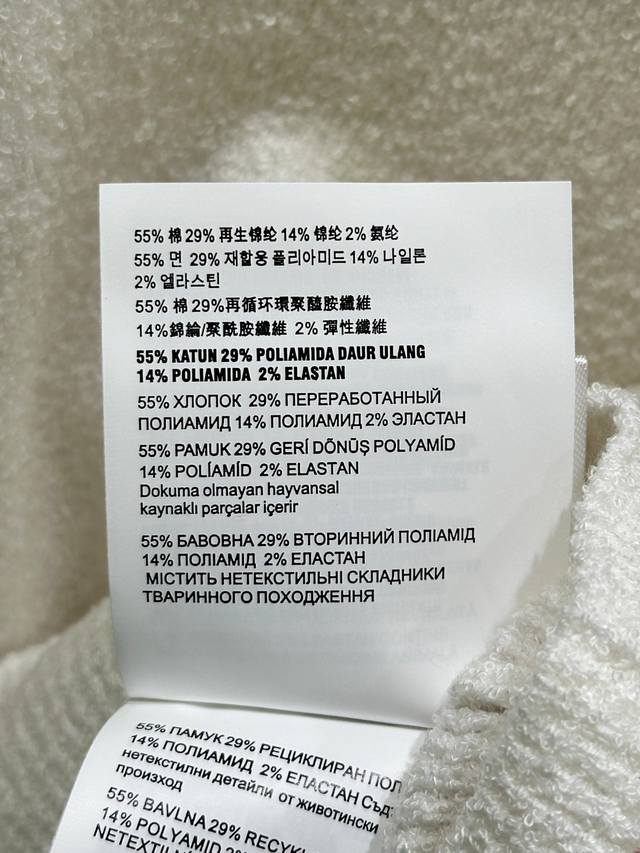 55% 棉 29% 再生锦纶 14% 锦纶 2% 氨纶
55% 면 29% 재활용 폴리아미드 14% 나일론
2% 엘라스틴
55% 棉 29%再循环環聚醯胺纖維
14%錦綸/聚酰胺纖維 2% 彈性纖維
55% KATUN 29% POLIAMIDA DAUR ULANG
14% POLIAMIDA 2% ELASTAN
55% ХЛОПОК 29% ПЕРЕРАБОТАННЫЙ
ПОЛИАМИД 14% ПОЛИАМИД 2% ЭЛАСТАН
55% PAMUK 29% GERİ DÕNÜŞ POLYAMİD
14% POLİAMİD 2% ELASTAN
Dokuma olmayan hayvansal
kaynaklı parçalar içerir
55% БАВОВНА 29% ВТОРИННИЙ ПОЛІАМІД
14% ПОЛІАМІД 2% ЕЛАСТАН
МІСТИТЬ НЕТЕКСТИЛЬНІ СКЛАДНИКИ
ТВАРИННОГО ПОХОДЖЕННЯ
55% ПАМУК 29% РЕЦИКЛИРАН ПОЛ
14% ПОЛИАМИД 2% ЕЛАСТАН Съд
нетекстилни детайли от животински
произход
55% BAVLNA 29% RECYK
14% POLYAMID